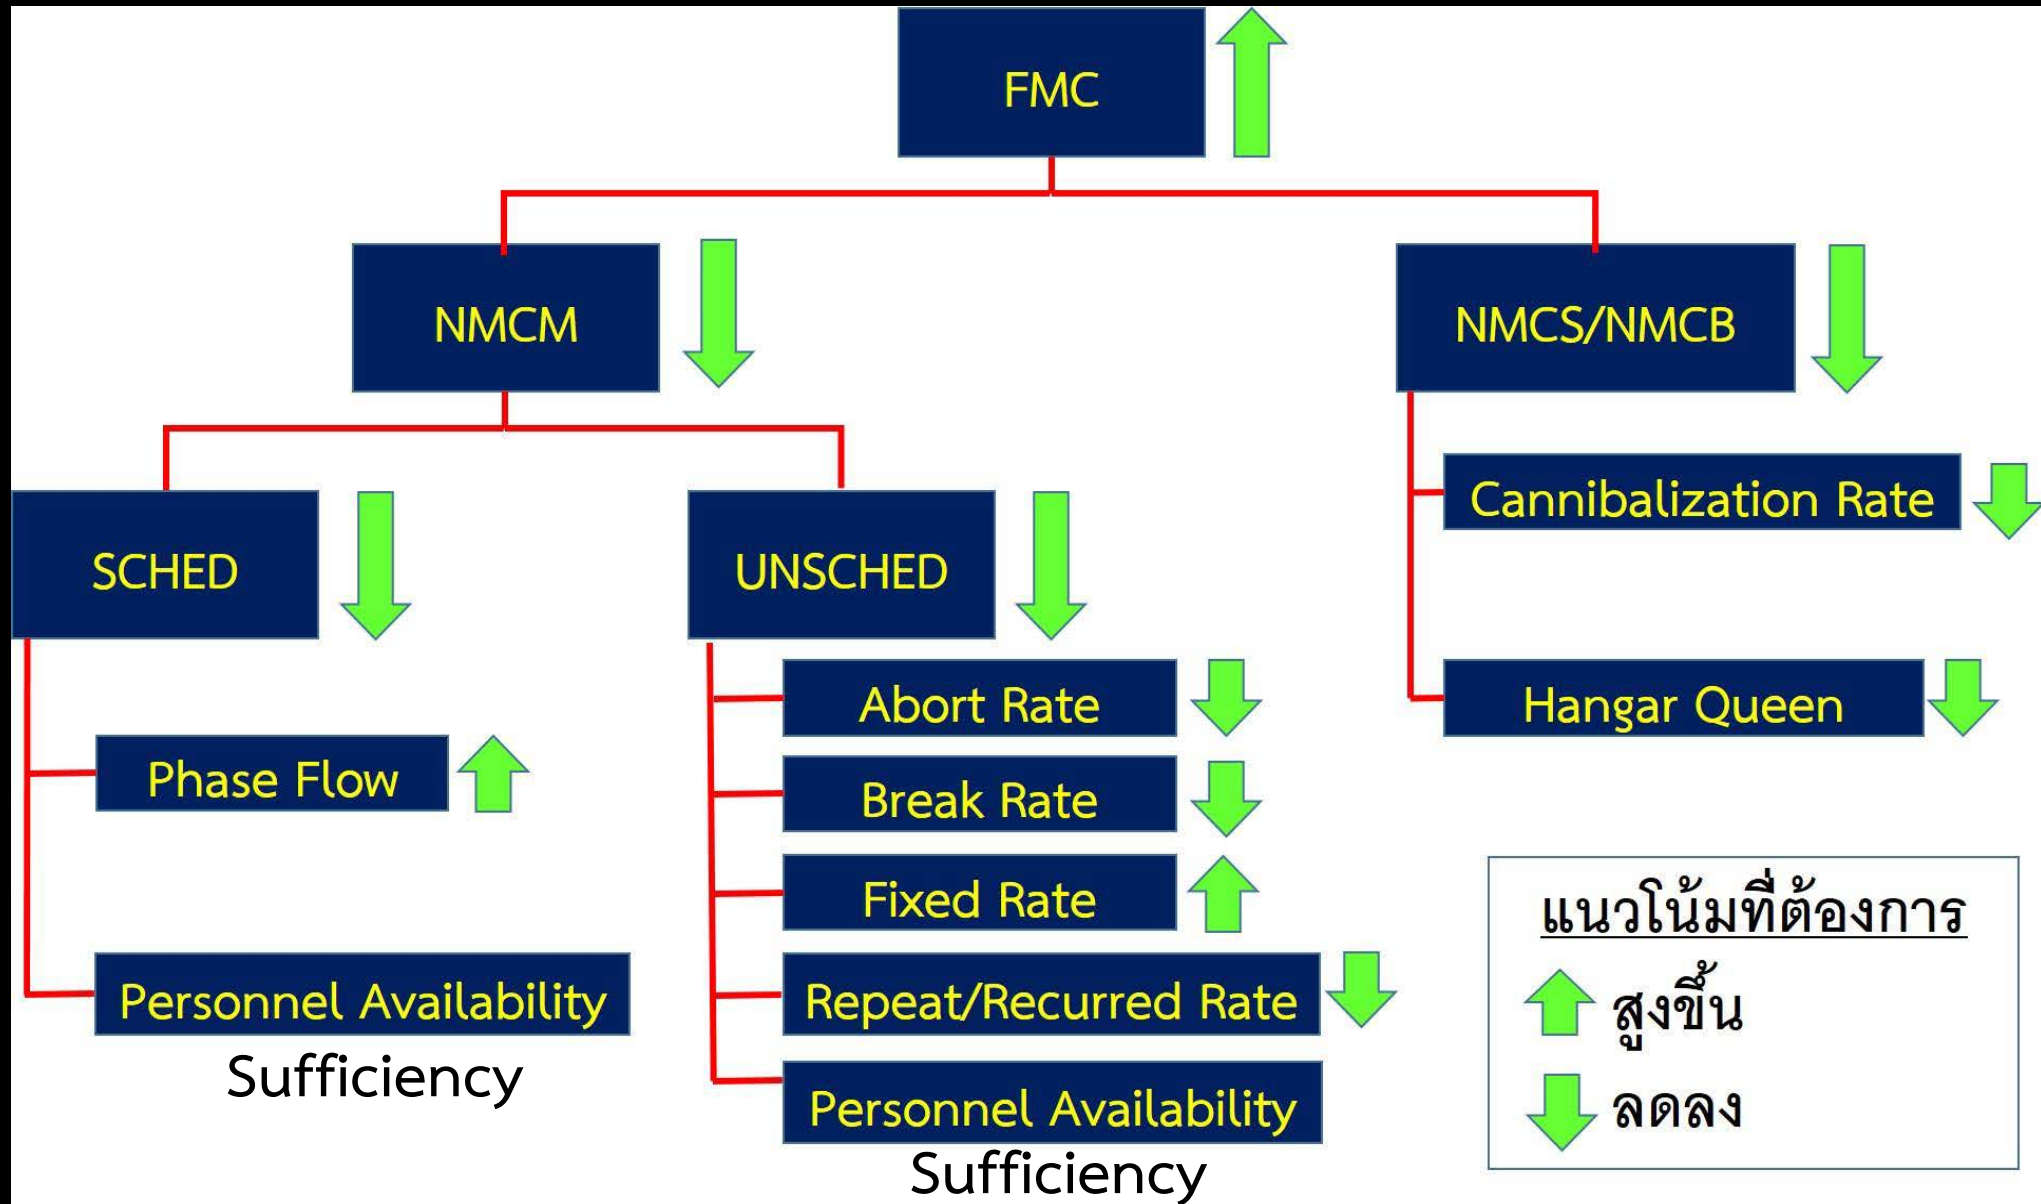 FMC
NMCM
NMCS/NMCB
SCHED
UNSCHED
Cannibalization Rate
Hangar Queen
Phase Flow
Personnel Availability
Sufficiency
Abort Rate
Break Rate
Fixed Rate
Repeat/Recurred Rate
Personnel Availability
Sufficiency
แนวโน้มที่ต้องการ
สูงขึ้น
ลดลง